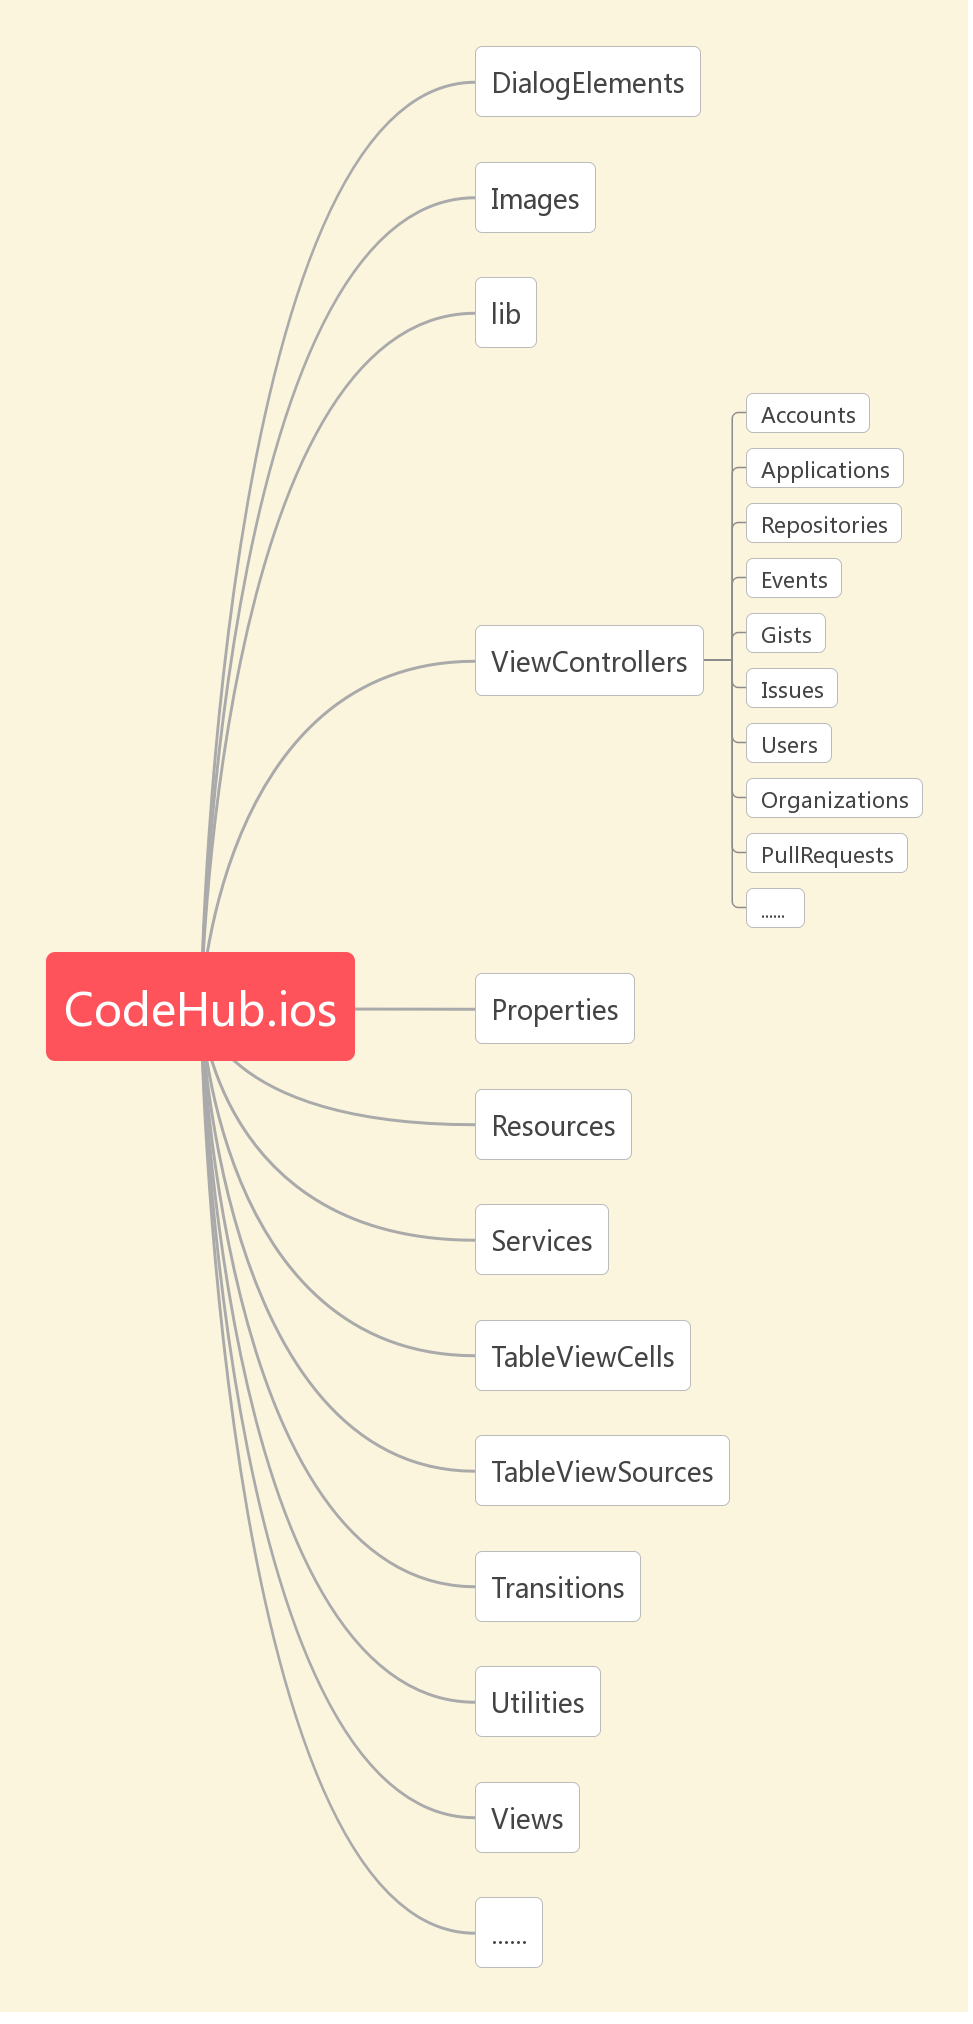 DialogElements
Images
lib
Accounts
Applications
Repositories
Events
Gists
ViewControllers
Issues
Users
Organizations
PullRequests
......
CodeHub.ios
Properties
Resources
Services
TableViewCells
TableViewSources
Transitions
Utilities
Views
......